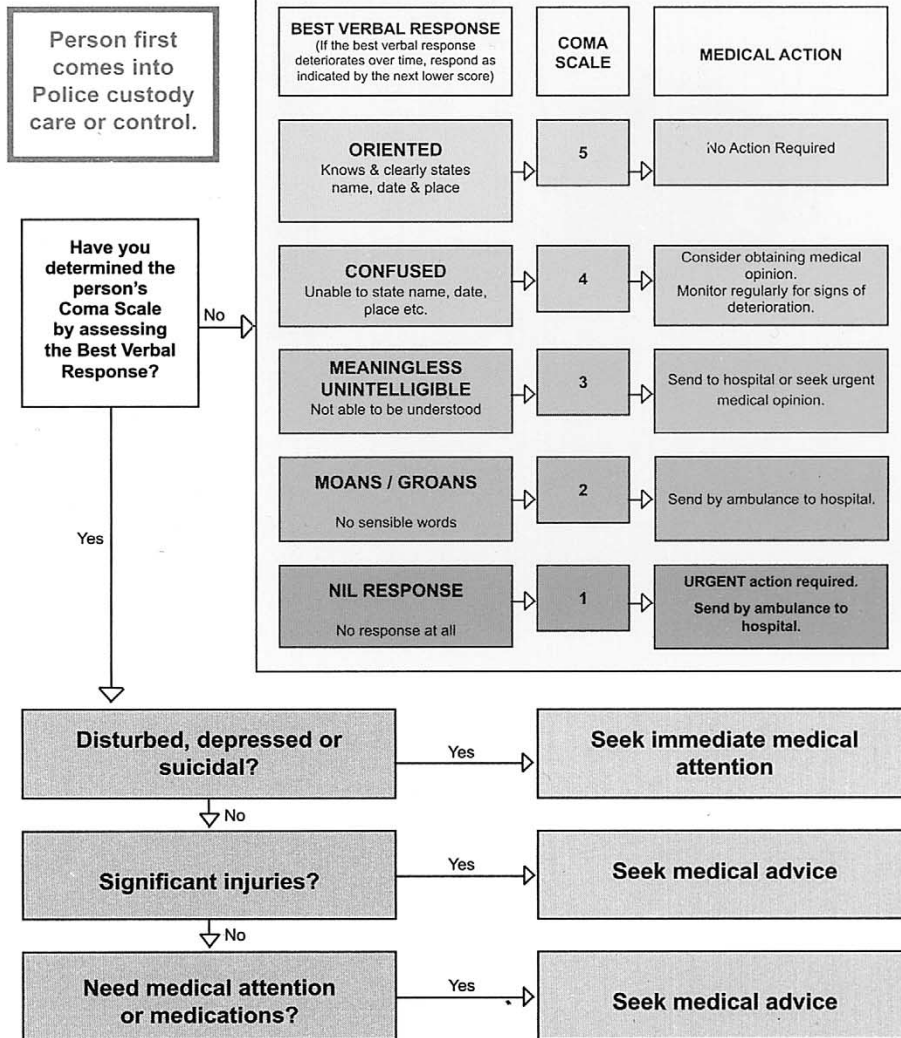 Person first
comes into
Police custody
care or control.
BEST VERBAL RESPONSE
(If the best verbal response
deteriorates over time, respond as
indicated by the next lower score)
COMA
SCALE
MEDICAL ACTION
ORIENTED
Knows & clearly states
name, date & place
5
No Action Required
Have you
determined the
person's
Coma Scale
by assessing
the Best Verbal
Response?
No
CONFUSED
Unable to state name, date,
place etc.
4
Consider obtaining medical
opinion.
Monitor regularly for signs of
deterioration.
MEANINGLESS
UNINTELLIGIBLE
Not able to be understood
3
Send to hospital or seek urgent
medical opinion.
MOANS / GROANS
No sensible words
2
Send by ambulance to hospital.
Yes
NIL RESPONSE
No response at all
1
URGENT action required.
Send by ambulance to
hospital.
Disturbed, depressed or
suicidal?
Yes
Seek immediate medical
attention
No
Significant injuries?
Yes
Seek medical advice
No
Need medical attention
or medications?
Yes
Seek medical advice